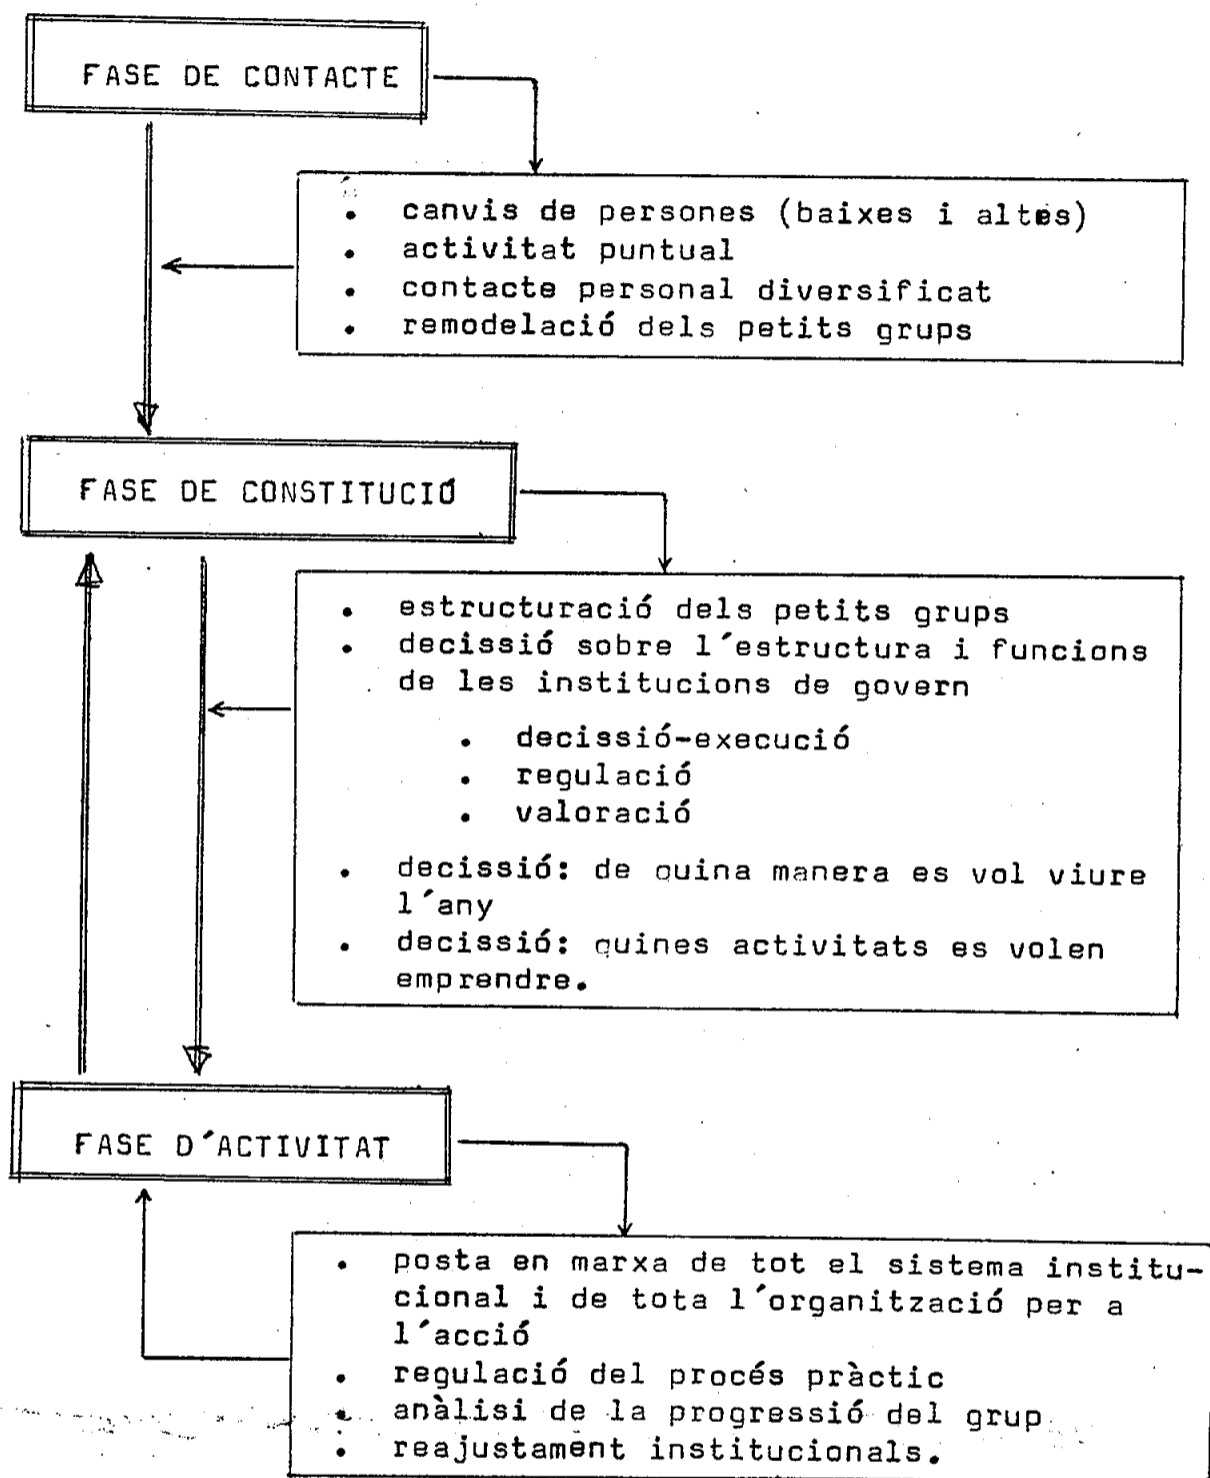 FASE DE CONTACTE
. canvis de persones (baixes i altes)
. activitat puntual
. contacte personal diversificat
. remodelació dels petits grups
FASE DE CONSTITUCIÓ
. estructuració dels petits grups
. decissió sobre l´estructura i funcions
de les institucions de govern
. decissió-execució
. regulació
. valoració
. decissió: de quina manera es vol viure
l´any
. decissió: quines activitats es volen
emprendre.
FASE D´ACTIVITAT
. posta en marxa de tot el sistema institu-
cional i de tota l´organització per a
l´acció
. regulació del procés pràctic
. anàlisi de la progressió del grup
. reajustament institucionals.